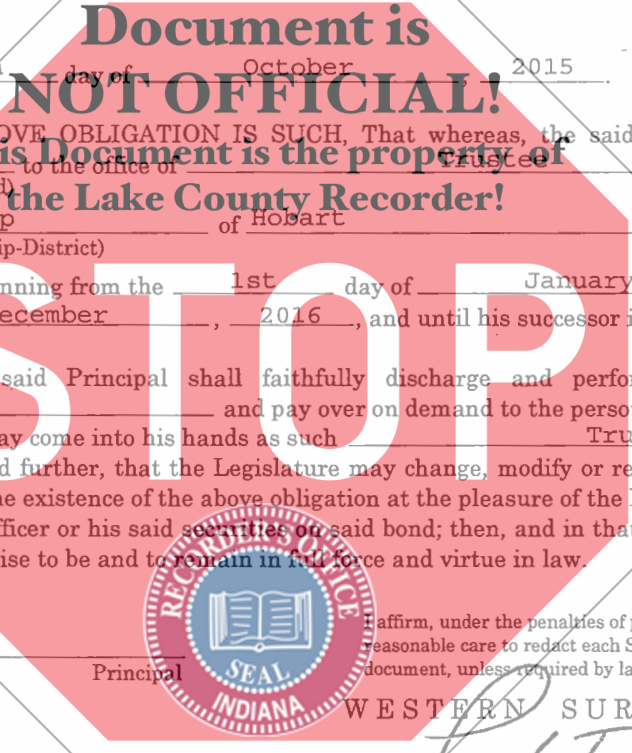 Document is
day of October , 2015 .
NOT OFFICIAL!
OVE OBLIGATION IS SUCH, That whereas, the said
is Document is the property of
to the office of Trustee
the Lake County Recorder!
of Hobart
ip-District)
nning from the 1st day of January
ecember , 2016 , and until his successor i
STOP
said Principal shall faithfully discharge and perfo
and pay over on demand to the perso
ay come into his hands as such Tru
d further, that the Legislature may change, modify or re
he existence of the above obligation at the pleasure of the
fficer or his said securities on said bond; then, and in that
ise to be and to remain in full force and virtue in law.
RECORDER'S OFFICE
SEAL
INDIANA
I affirm, under the penalties of p
reasonable care to redact each S
document, unless required by la
Principal
WESTERN SUR